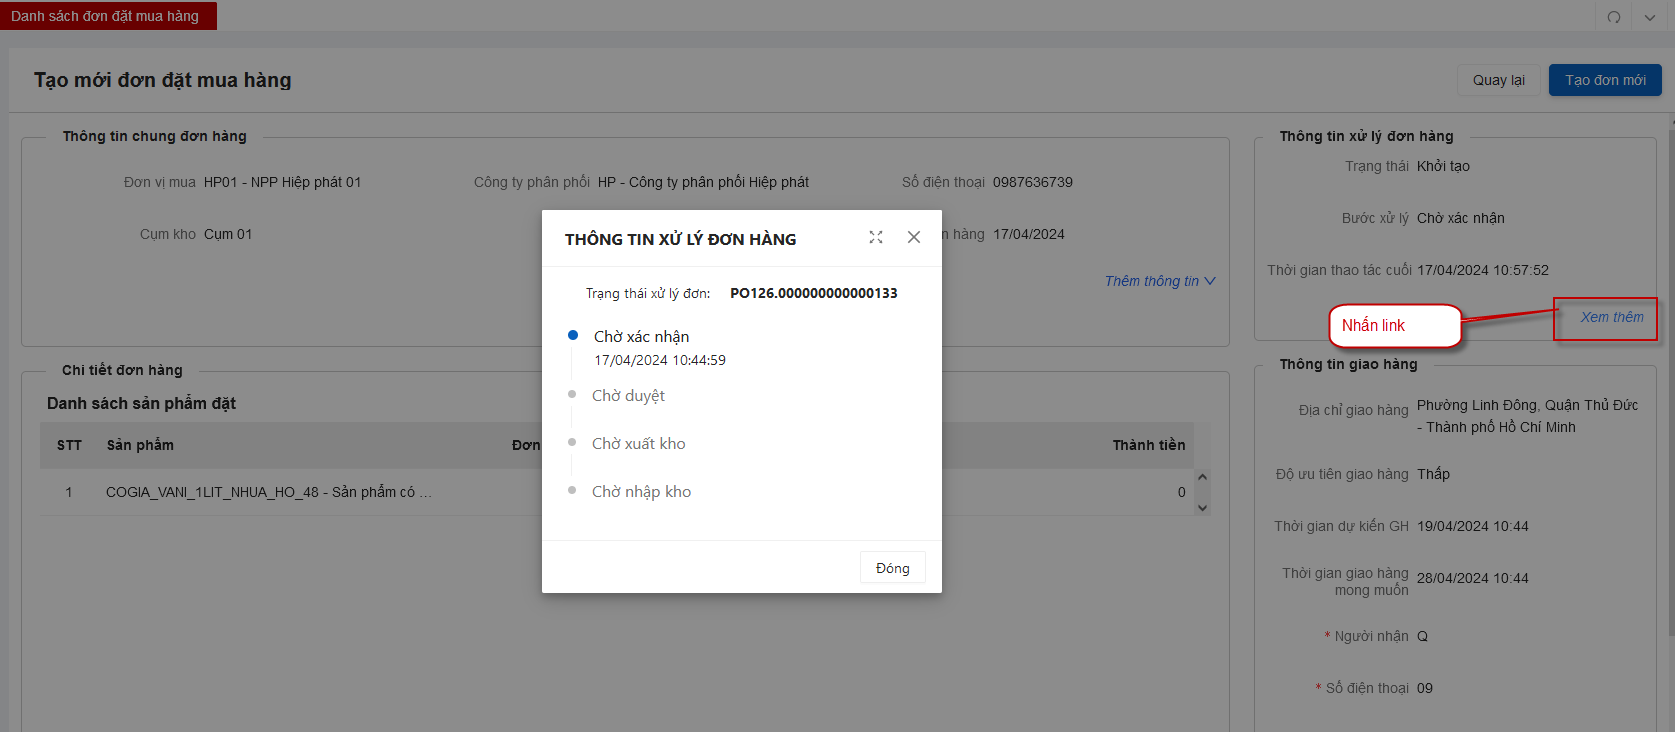 Danh sách đơn đặt mua hàng
Tạo mới đơn đặt mua hàng
Quay lại
Tạo đơn mới
Thông tin chung đơn hàng
Đơn vị mua HP01 - NPP Hiệp phát 01
Công ty phân phối HP - Công ty phân phối Hiệp phát
Số điện thoại 0987636739
Cụm kho Cụm 01
n hàng 17/04/2024
Thêm thông tin
Thông tin xử lý đơn hàng
Trạng thái Khởi tạo
Bước xử lý Chờ xác nhận
Thời gian thao tác cuối 17/04/2024 10:57:52
Nhấn link
Xem thêm
THÔNG TIN XỬ LÝ ĐƠN HÀNG
Trạng thái xử lý đơn: PO126.000000000000133
Chờ xác nhận
17/04/2024 10:44:59
Chờ duyệt
Chờ xuất kho
Chờ nhập kho
Đóng
Chi tiết đơn hàng
Danh sách sản phẩm đặt
STT Sản phẩm Đơn Thành tiền
1 COGIA_VANI_1LIT_NHUA_HO_48 - Sản phẩm có ... 0
Thông tin giao hàng
Địa chỉ giao hàng Phường Linh Đông, Quận Thủ Đức
- Thành phố Hồ Chí Minh
Độ ưu tiên giao hàng Thấp
Thời gian dự kiến GH 19/04/2024 10:44
Thời gian giao hàng
mong muốn 28/04/2024 10:44
* Người nhận Q
* Số điện thoại 09